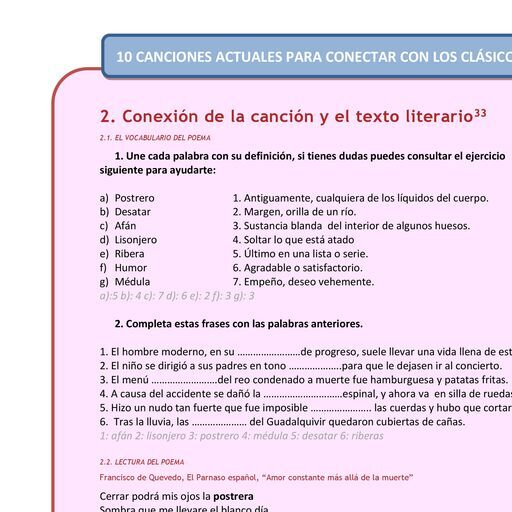 10 CANCIONES ACTUALES PARA CONECTAR CON LOS CLÁSICO
2. Conexión de la canción y el texto literario33
2.1. EL VOCABULARIO DEL POEMA
1. Une cada palabra con su definición, si tienes dudas puedes consultar el ejercicio
siguiente para ayudarte:
a) Postrero 1. Antiguamente, cualquiera de los líquidos del cuerpo.
b) Desatar 2. Margen, orilla de un río.
c) Afán 3. Sustancia blanda del interior de algunos huesos.
d) Lisonjero 4. Soltar lo que está atado
e) Ribera 5. Último en una lista o serie.
f) Humor 6. Agradable o satisfactorio.
g) Médula 7. Empeño, deseo vehemente.
a):5 b): 4 c): 7 d): 6 e): 2 f): 3 g): 3
2. Completa estas frases con las palabras anteriores.
1. El hombre moderno, en su ……………………de progreso, suele llevar una vida llena de est
2. El niño se dirigió a sus padres en tono ………………..para que le dejasen ir al concierto.
3. El menú …………………….del reo condenado a muerte fue hamburguesa y patatas fritas.
4. A causa del accidente se dañó la …………………………espinal, y ahora va en silla de ruedas
5. Hizo un nudo tan fuerte que fue imposible ………………….. las cuerdas y hubo que cortar
6. Tras la lluvia, las ………………… del Guadalquivir quedaron cubiertas de cañas.
1: afán 2: lisonjero 3: postrero 4: médula 5: desatar 6: riberas
2.2. LECTURA DEL POEMA
Francisco de Quevedo, El Parnaso español, “Amor constante más allá de la muerte”
Cerrar podrá mis ojos la postrera
Sombra que me llevare el blanco día